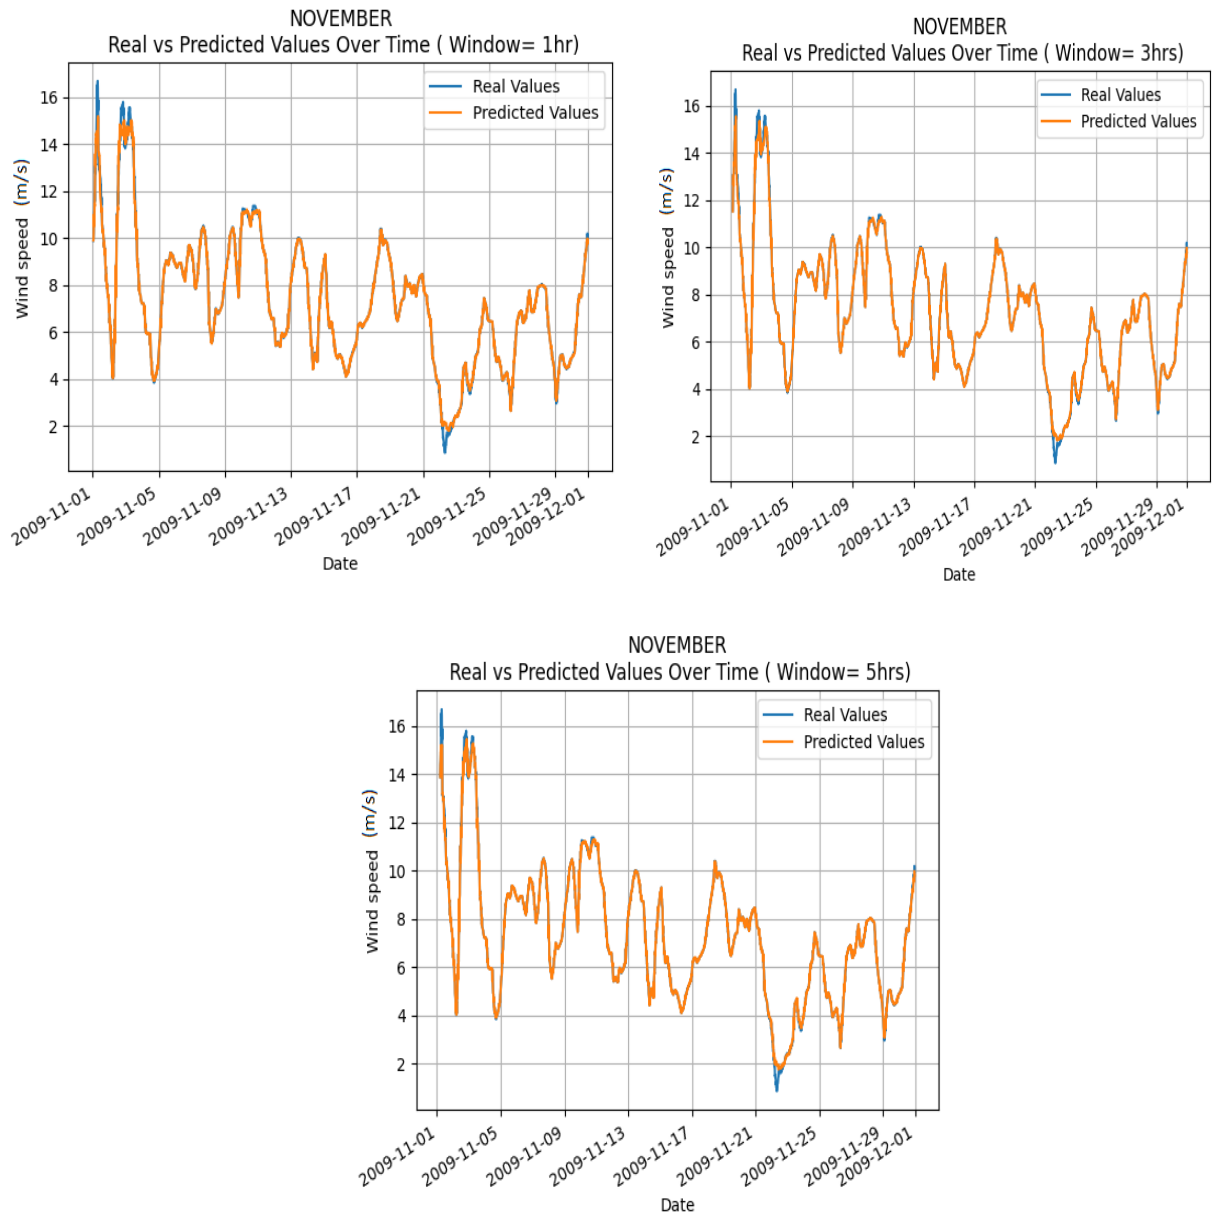 NOVEMBER
Real vs Predicted Values Over Time ( Window= 1hr)
Real Values
Predicted Values
16
14
12
10
8
6
4
2
Wind speed (m/s)
2009-11-01
2009-11-05
2009-11-09
2009-11-13
2009-11-17
2009-11-21
2009-11-25
2009-11-29
2009-12-01
Date
NOVEMBER
Real vs Predicted Values Over Time ( Window= 3hrs)
Real Values
Predicted Values
16
14
12
10
8
6
4
2
Wind speed (m/s)
2009-11-01
2009-11-05
2009-11-09
2009-11-13
2009-11-17
2009-11-21
2009-11-25
2009-11-29
2009-12-01
Date
NOVEMBER
Real vs Predicted Values Over Time ( Window= 5hrs)
Real Values
Predicted Values
16
14
12
10
8
6
4
2
Wind speed (m/s)
2009-11-01
2009-11-05
2009-11-09
2009-11-13
2009-11-17
2009-11-21
2009-11-25
2009-11-29
2009-12-01
Date